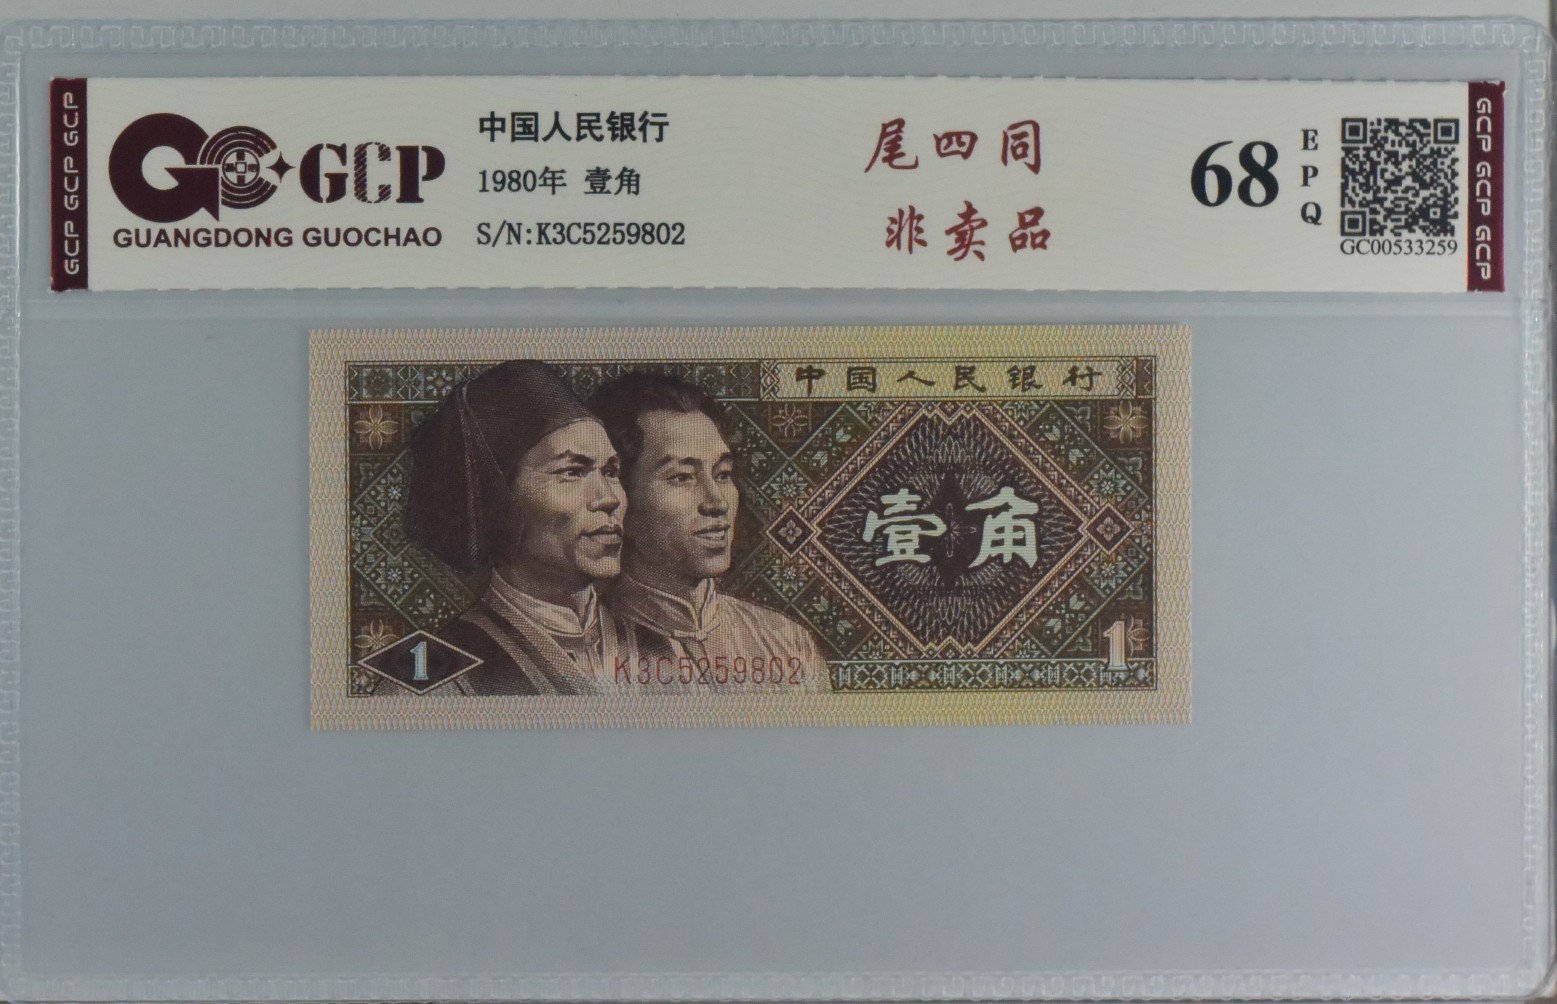 GCP GCP GCP
GCP
GUANGDONG GUOCHAO
中国人民银行
1980年 壹角
S/N:K3C5259802
尾四同
非卖品
68
EPQ
GC00533259
GCP GCP GCP
中国人民银行
壹角
1
K3C5259802
1